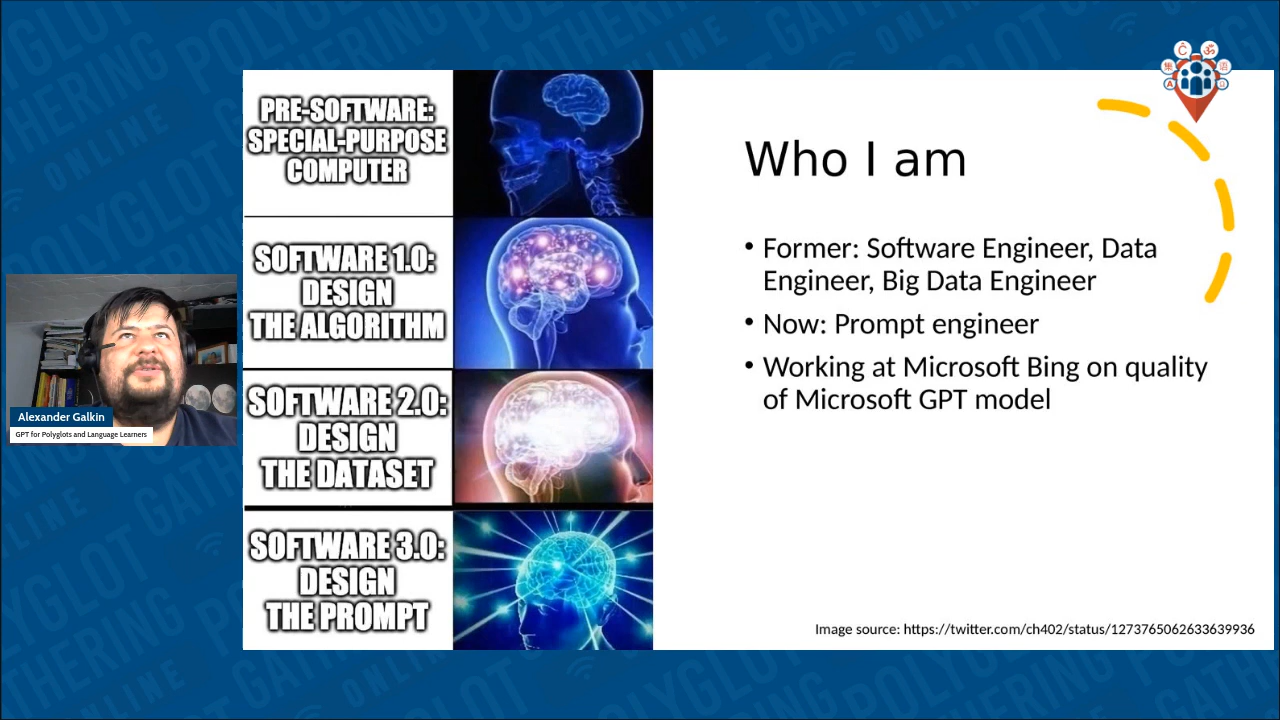 PRE-SOFTWARE:
SPECIAL-PURPOSE
COMPUTER
SOFTWARE 1.0:
DESIGN
THE ALGORITHM
SOFTWARE 2.0:
DESIGN
THE DATASET
SOFTWARE 3.0:
DESIGN
THE PROMPT
Who I am
• Former: Software Engineer, Data
Engineer, Big Data Engineer
• Now: Prompt engineer
• Working at Microsoft Bing on quality
of Microsoft GPT model
Image source: https://twitter.com/ch402/status/1273765062633639936
Alexander Galkin
GPT for Polyglots and Language Learners
POLYGLOT
GATHERING
ONLINE